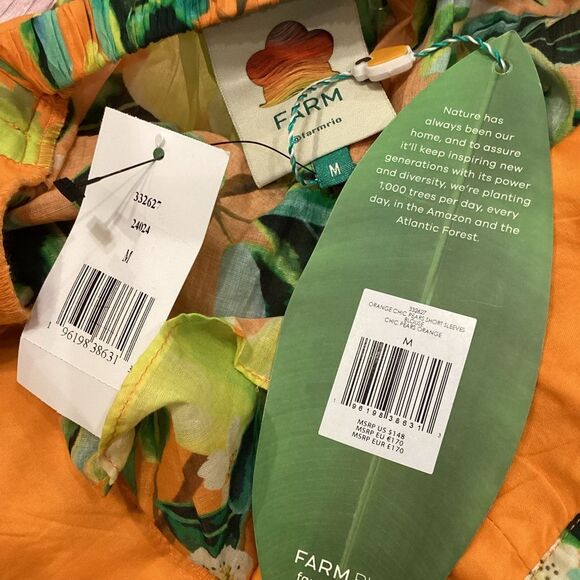 FARM
@farmrio
M
332627
24024
M
1 96198 38631 3
Nature has
always been our
home, and to assure
it'll keep inspiring new
generations with its power
and diversity, we're planting
1,000 trees per day, every
day, in the Amazon and the
Atlantic Forest.
332627
ORANGE CHIC PEARS SHORT SLEEVES
BLOUSE
CHIC PEARS ORANGE
M
1 96198 38631 3
MSRP US $148
MSRP EU €170
MSRP EUR £170
FARM